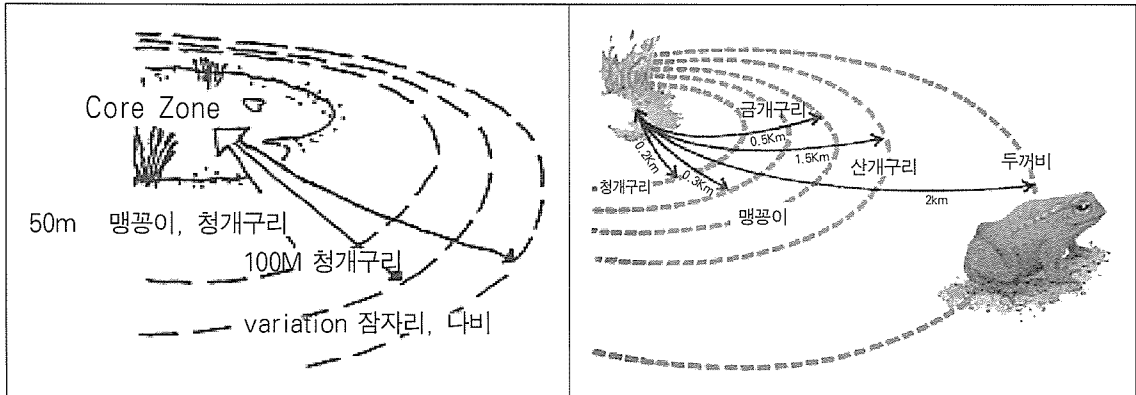 Core Zone
50m 맹꽁이, 청개구리
100M 청개구리
variation 잠자리, 나비
금개구리
0.5Km
1.5Km
산개구리
두꺼비
0.2Km
청개구리
0.3Km
2km
맹꽁이